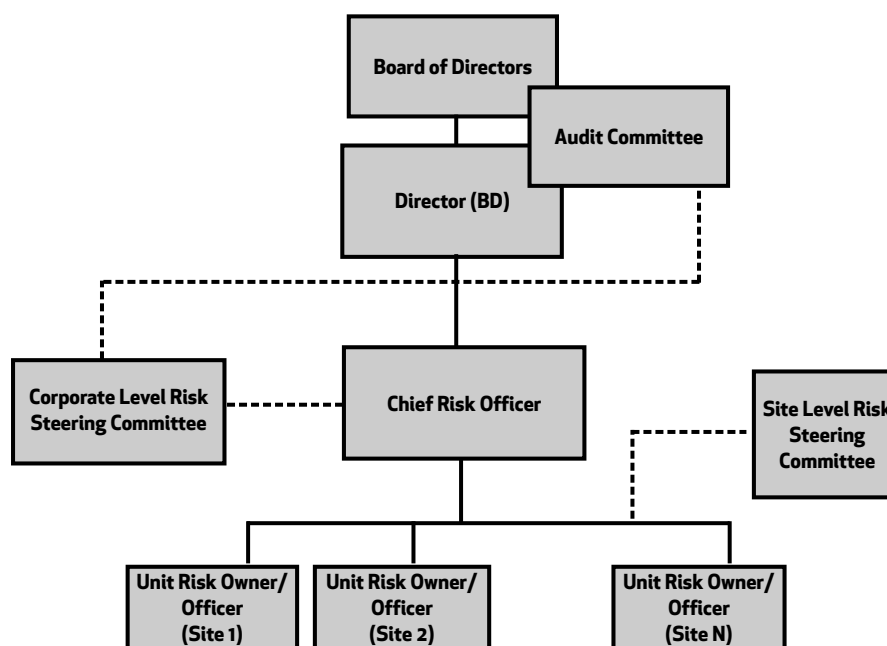 Board of Directors
Audit Committee
Director (BD)
Corporate Level Risk
Steering Committee
Chief Risk Officer
Site Level Risk
Steering
Committee
Unit Risk Owner/
Officer
(Site 1)
Unit Risk Owner/
Officer
(Site 2)
Unit Risk Owner/
Officer
(Site N)